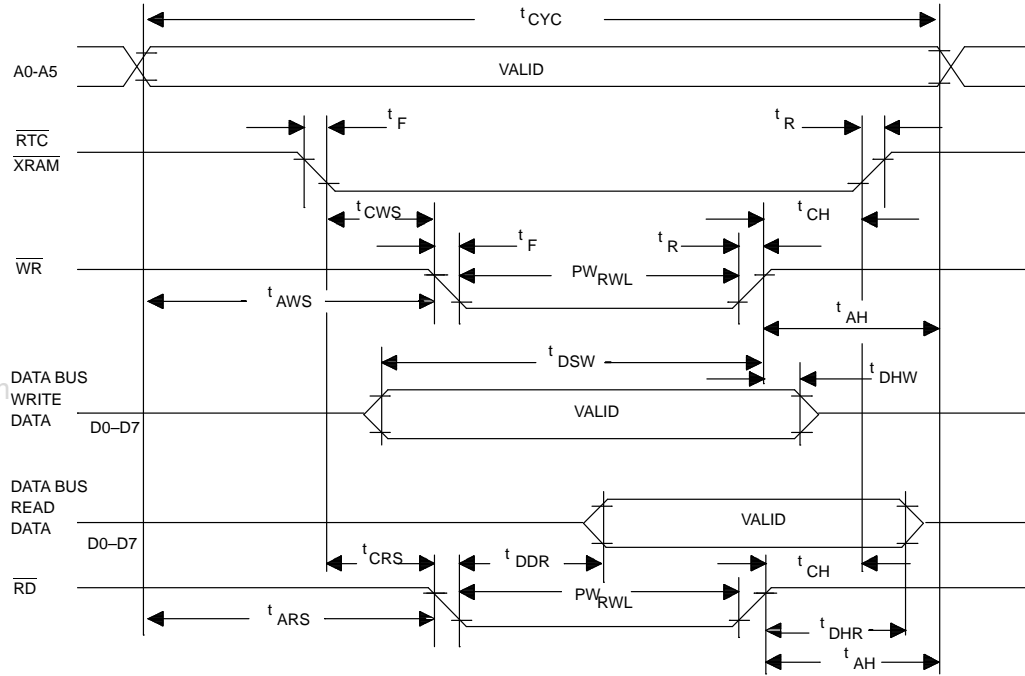 t CYC
A0-A5 VALID
t F t R
RTC
XRAM
t CWS t CH
t F t R
WR PW RWL
t AWS t AH
t DSW
DATA BUS t DHW
WRITE VALID
DATA
D0–D7
DATA BUS
READ
DATA VALID
D0–D7
t CRS t DDR t CH
RD PW RWL
t ARS t DHR
t AH